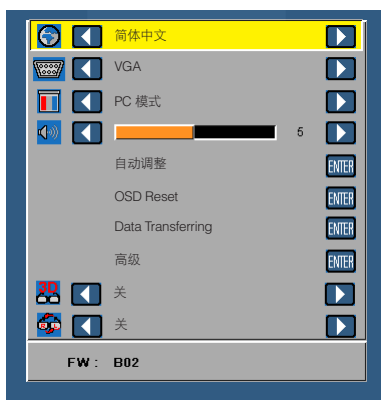 简体中文
VGA
PC 模式
5
自动调整 ENTER
OSD Reset ENTER
Data Transferring ENTER
高级 ENTER
3D 关
关
FW : B02